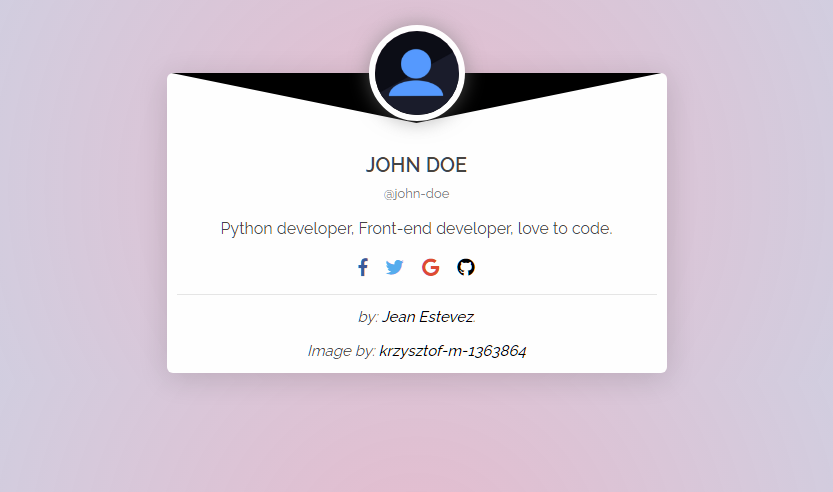 JOHN DOE
@john-doe
Python developer, Front-end developer, love to code.
by: Jean Estevez.
Image by: krzysztof-m-1363864